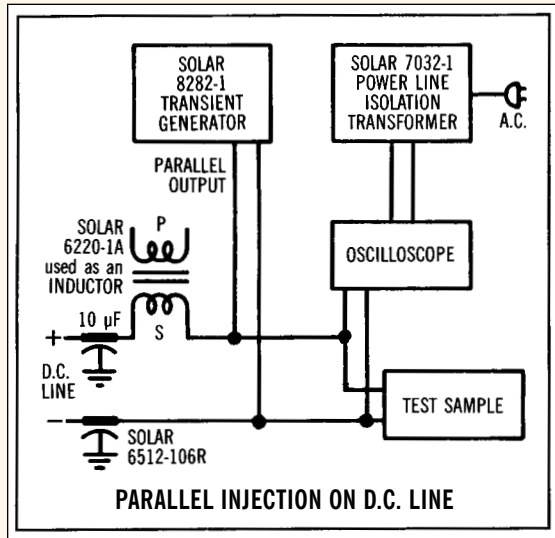 SOLAR
8282-1
TRANSIENT
GENERATOR
SOLAR 7032-1
POWER LINE
ISOLATION
TRANSFORMER
A.C.
PARALLEL
OUTPUT
SOLAR
6220-1A
used as an
INDUCTOR
P
S
OSCILLOSCOPE
10 µF
+
D.C.
LINE
−
SOLAR
6512-106R
TEST SAMPLE
PARALLEL INJECTION ON D.C. LINE